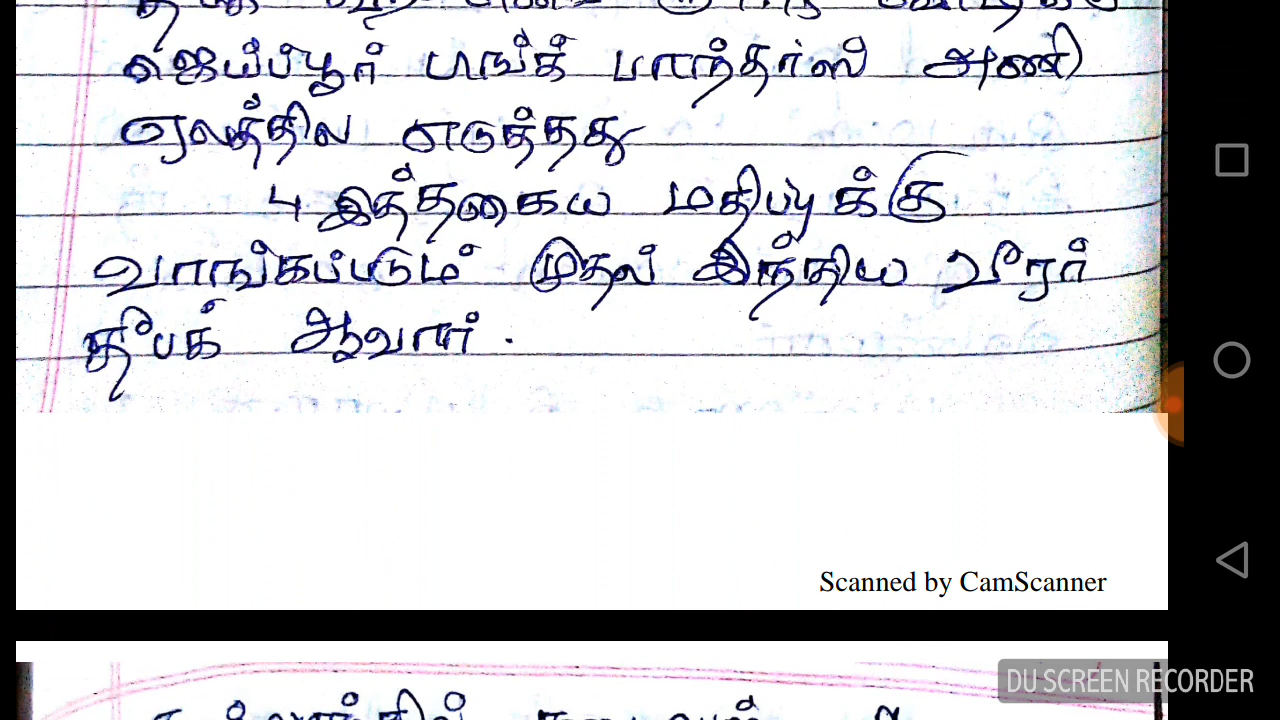 ஜெய்ப்பூர் பிங்க் பாந்தர்ஸ் அணி
ஏலத்தில் எடுத்தது
4 இத்தகைய மதிப்புக்கு
வாங்கப்படும் முதல் இந்திய வீரர்
தீபக் ஆவார்.
Scanned by CamScanner
DU SCREEN RECORDER